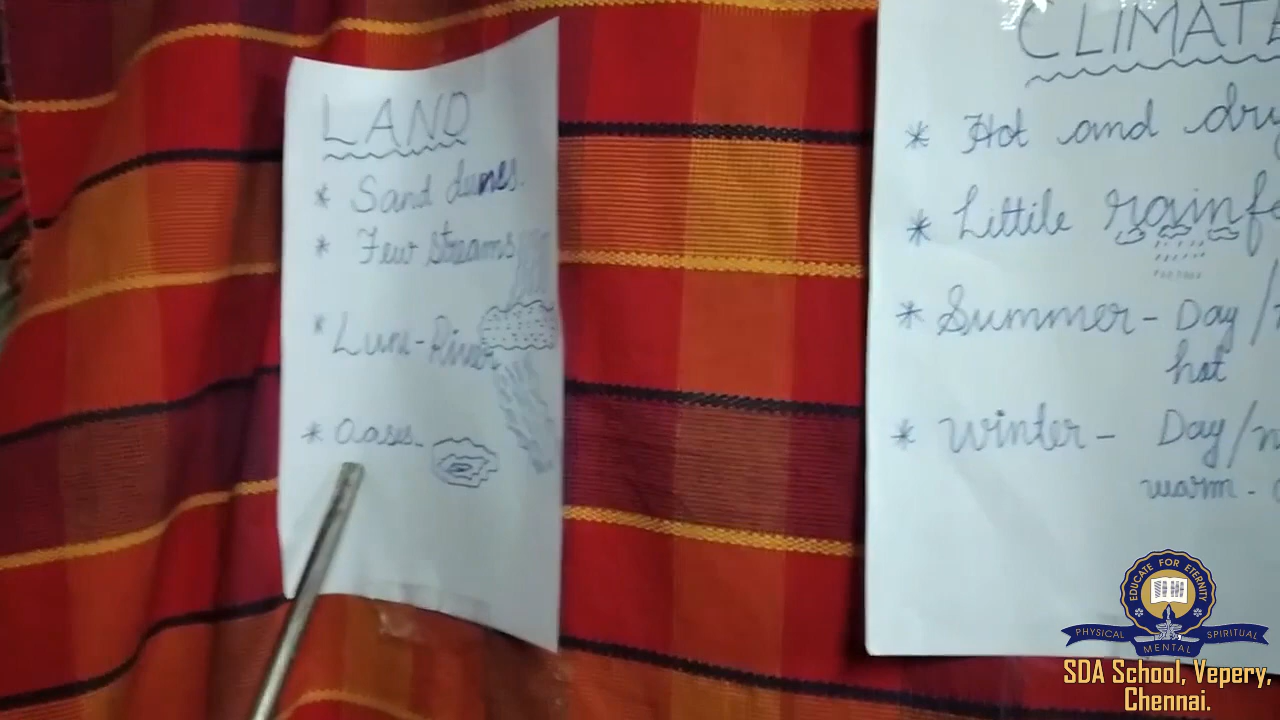 LAND
* Sand dunes.
* Few streams
* Luni-River
* Oases-
CLIMATE
* Hot and dry
* Littile rainf
* Summer- Day/
hot
* Winter- Day/
warm -
EDUCATE FOR ETERNITY
PHYSICAL MENTAL SPIRITUAL
SDA School, Vepery,
Chennai.